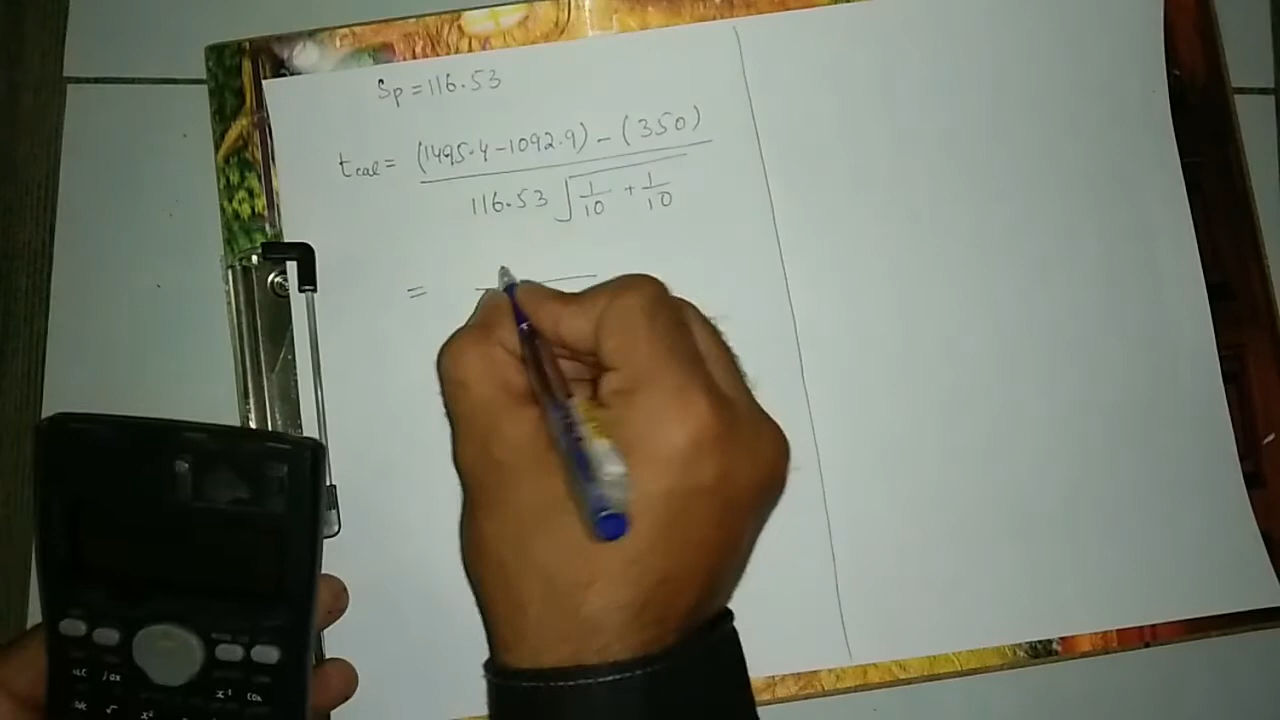 Sp = 116.53
tcal = (1495.4 - 1092.9) - (350)
116.53 √ 1/10 + 1/10
=